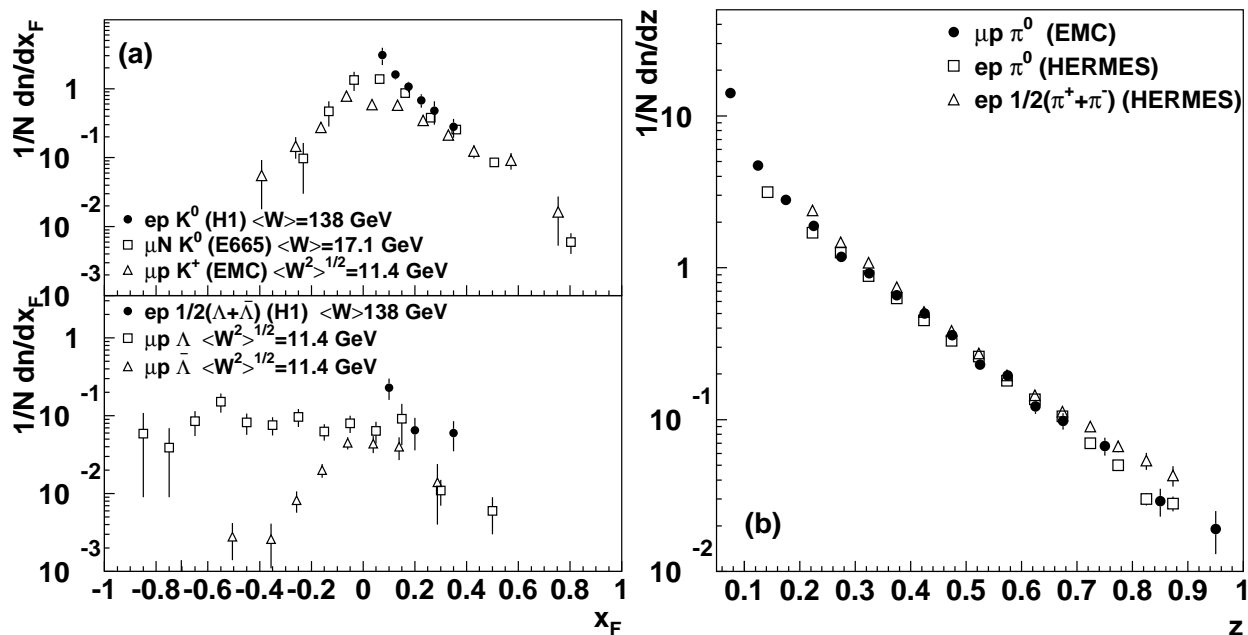 (a)
1/N dn/dx_F
1
10^-1
10^-2
10^-3
ep K^0 (H1) <W>=138 GeV
μN K^0 (E665) <W>=17.1 GeV
μp K^+ (EMC) <W^2>^1/2=11.4 GeV
1/N dn/dx_F
1
10^-1
10^-2
10^-3
ep 1/2(Λ+Λ̄) (H1) <W>138 GeV
μp Λ <W^2>^1/2=11.4 GeV
μp Λ̄ <W^2>^1/2=11.4 GeV
-1 -0.8 -0.6 -0.4 -0.2 0 0.2 0.4 0.6 0.8 1
x_F
1/N dn/dz
10
1
10^-1
10^-2
μp π^0 (EMC)
ep π^0 (HERMES)
ep 1/2(π^+ +π^-) (HERMES)
(b)
0.1 0.2 0.3 0.4 0.5 0.6 0.7 0.8 0.9 1
z